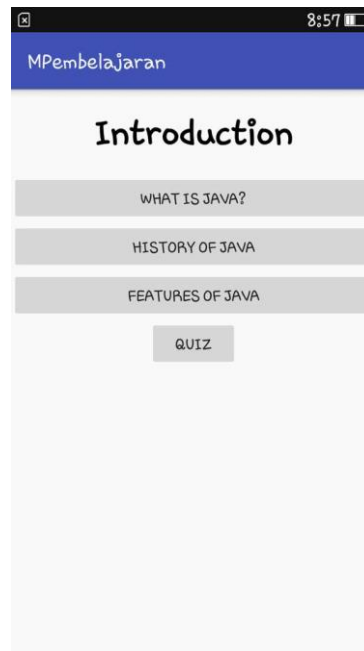 8:57
MPembelajaran
Introduction
WHAT IS JAVA?
HISTORY OF JAVA
FEATURES OF JAVA
QUIZ